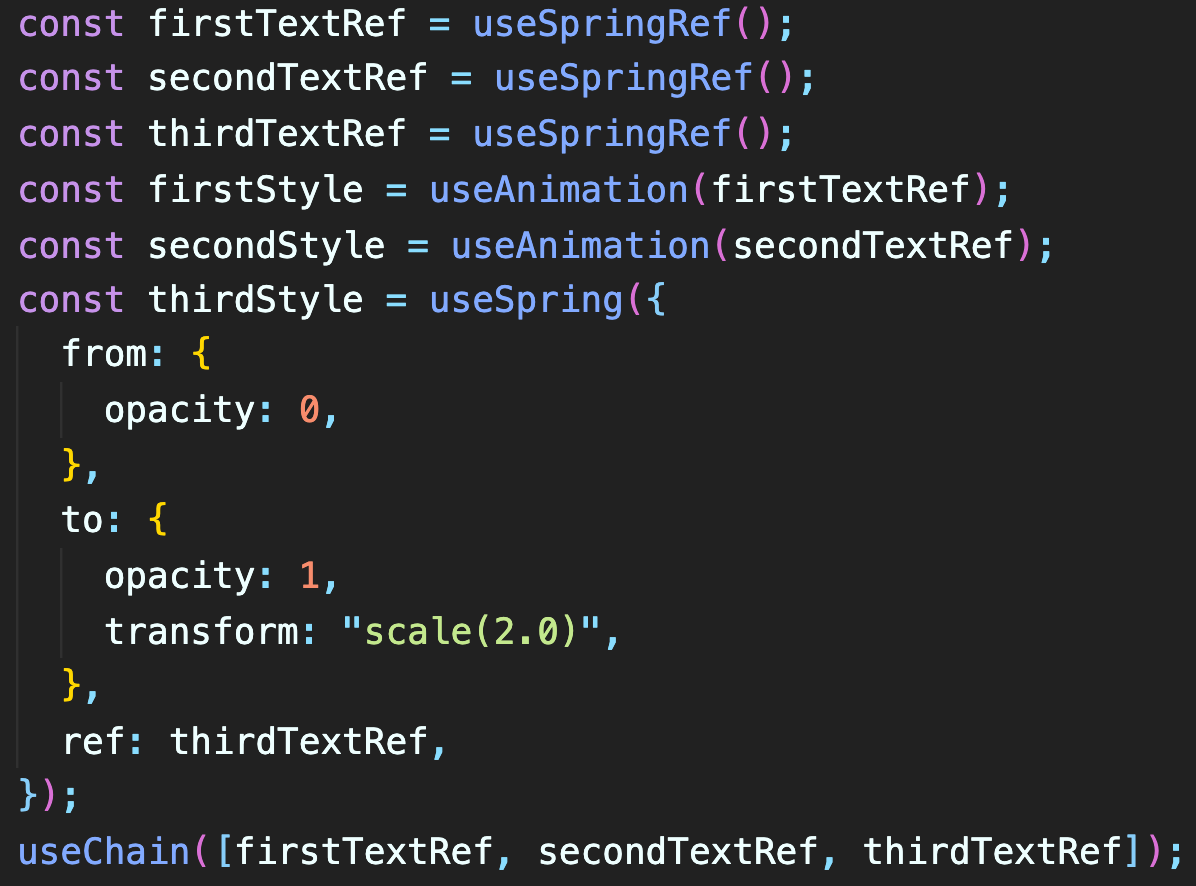 const firstTextRef = useSpringRef();
const secondTextRef = useSpringRef();
const thirdTextRef = useSpringRef();
const firstStyle = useAnimation(firstTextRef);
const secondStyle = useAnimation(secondTextRef);
const thirdStyle = useSpring({
  from: {
    opacity: 0,
  },
  to: {
    opacity: 1,
    transform: "scale(2.0)",
  },
  ref: thirdTextRef,
});
useChain([firstTextRef, secondTextRef, thirdTextRef]);